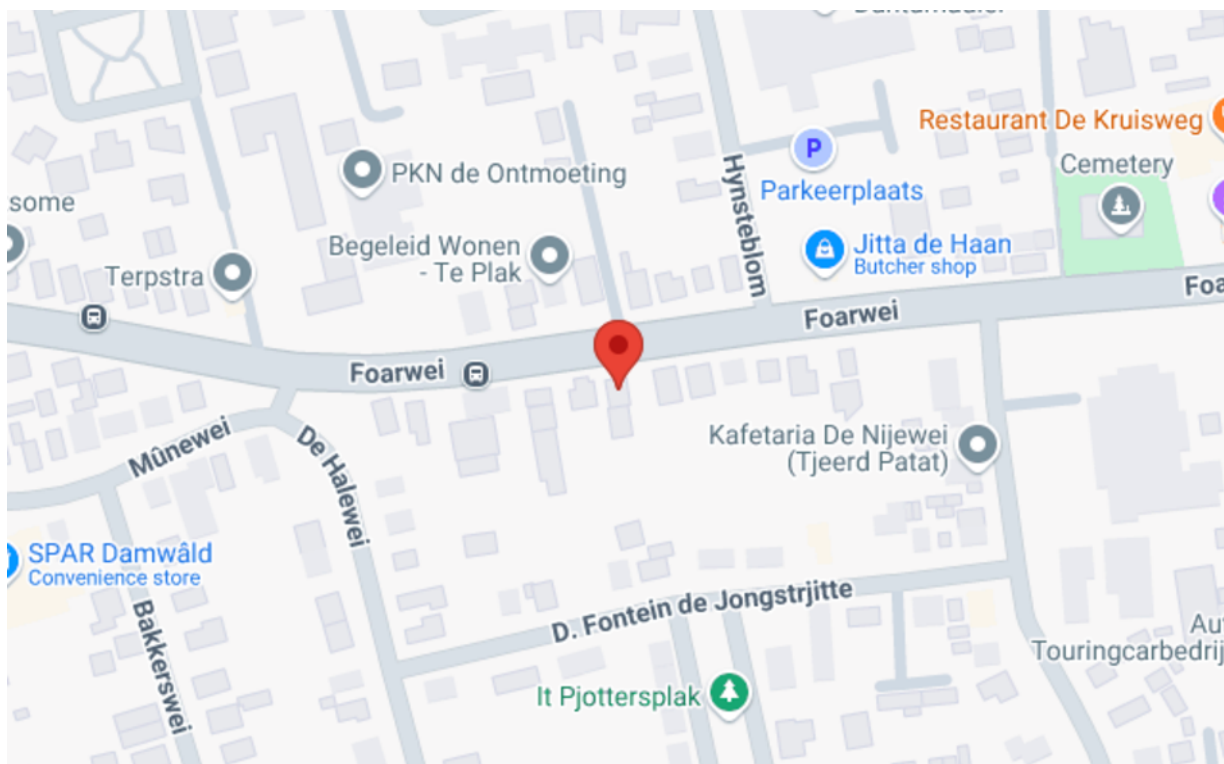 Restaurant De Kruisweg
PKN de Ontmoeting
Hynsteblom
P
Parkeerplaats
Cemetery
some
Begeleid Wonen
- Te Plak
Jitta de Haan
Butcher shop
Terpstra
Foarwei
Foarwei
Mûnewei
De Halewei
Kafetaria De Nijewei
(Tjeerd Patat)
SPAR Damwâld
Convenience store
D. Fontein de Jongstrjitte
Bakkerswei
It Pjottersplak
Touringcarbedrij